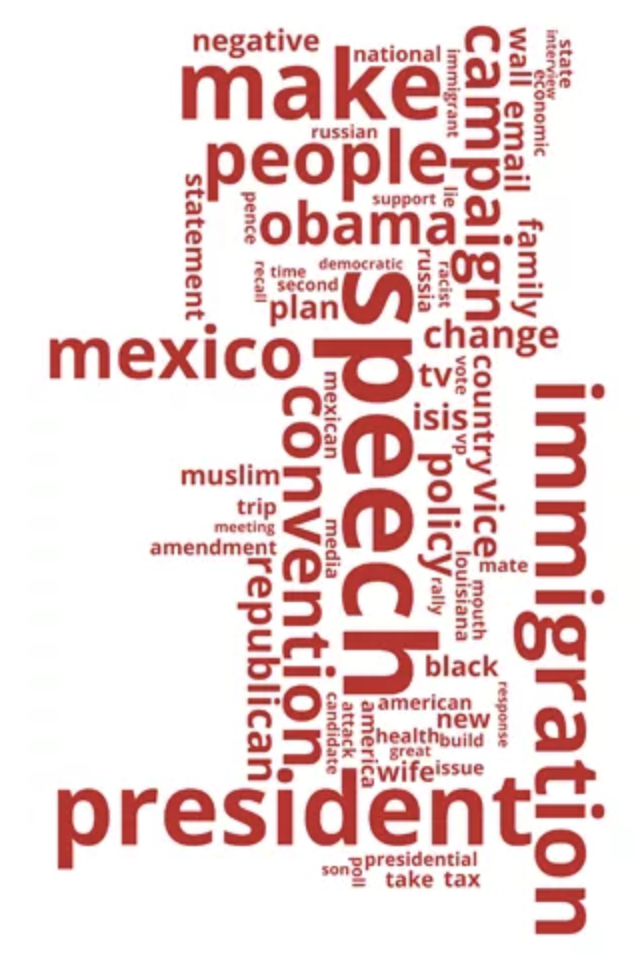 negative
national
make
immigrant
campaign
wall
state
interview
economic
email
russian
people
support
lie
statement
pence
obama
family
democratic
recall
time
second
plan
russia
racist
speech
change
mexico
tv
vote
country
mexican
convention
isis
vp
immigration
policy
vice
muslim
trip
meeting
amendment
media
republican
rally
louisiana
mate
mouth
black
response
candidate
attack
america
american
new
health
build
great
wife
issue
president
son
poll
presidential
take
tax